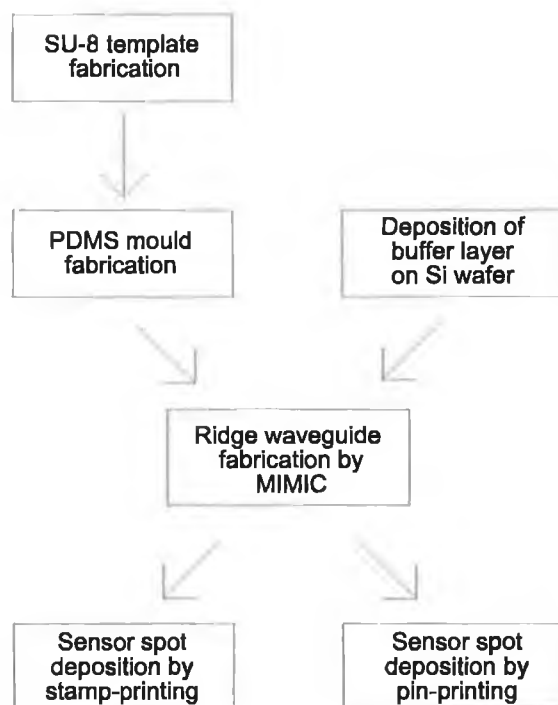 SU-8 template
fabrication
PDMS mould
fabrication
Deposition of
buffer layer
on Si wafer
Ridge waveguide
fabrication by
MIMIC
Sensor spot
deposition by
stamp-printing
Sensor spot
deposition by
pin-printing